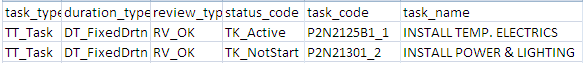 task_type duration_type review_typ status_code task_code task_name
TT_Task DT_FixedDrtn RV_OK TK_Active P2N2125B1_1 INSTALL TEMP. ELECTRICS
TT_Task DT_FixedDrtn RV_OK TK_NotStart P2N21301_2 INSTALL POWER & LIGHTING